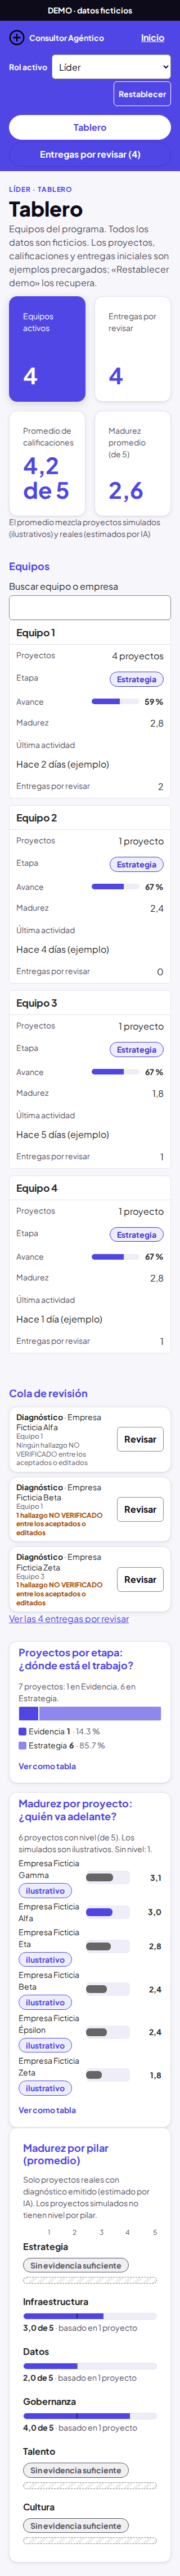 DEMO · datos ficticios
Consultor Agéntico
Inicio
Rol activo
Líder
Restablecer
Tablero
Entregas por revisar (4)
LÍDER · TABLERO
Tablero
Equipos del programa. Todos los
datos son ficticios. Los proyectos,
calificaciones y entregas iniciales son
ejemplos precargados; «Restablecer
demo» los recupera.
Equipos
activos
4
Entregas por
revisar
4
Promedio de
calificaciones
4,2
de 5
Madurez
promedio
(de 5)
2,6
El promedio mezcla proyectos simulados
(ilustrativos) y reales (estimados por IA)
Equipos
Buscar equipo o empresa
Equipo 1
Proyectos
4 proyectos
Etapa
Estrategia
Avance
59 %
Madurez
2,8
Última actividad
Hace 2 días (ejemplo)
Entregas por revisar
2
Equipo 2
Proyectos
1 proyecto
Etapa
Estrategia
Avance
67 %
Madurez
2,4
Última actividad
Hace 4 días (ejemplo)
Entregas por revisar
0
Equipo 3
Proyectos
1 proyecto
Etapa
Estrategia
Avance
67 %
Madurez
1,8
Última actividad
Hace 5 días (ejemplo)
Entregas por revisar
1
Equipo 4
Proyectos
1 proyecto
Etapa
Estrategia
Avance
67 %
Madurez
2,8
Última actividad
Hace 1 día (ejemplo)
Entregas por revisar
1
Cola de revisión
Diagnóstico · Empresa
Ficticia Alfa
Equipo 1
Ningún hallazgo NO
VERIFICADO entre los
aceptados o editados
Revisar
Diagnóstico · Empresa
Ficticia Beta
Equipo 1
1 hallazgo NO VERIFICADO
entre los aceptados o
editados
Revisar
Diagnóstico · Empresa
Ficticia Zeta
Equipo 3
1 hallazgo NO VERIFICADO
entre los aceptados o
editados
Revisar
Ver las 4 entregas por revisar
Proyectos por etapa:
¿dónde está el trabajo?
7 proyectos: 1 en Evidencia, 6 en
Estrategia.
Evidencia 1 · 14.3 %
Estrategia 6 · 85.7 %
Ver como tabla
Madurez por proyecto:
¿quién va adelante?
6 proyectos con nivel (de 5). Los
simulados son ilustrativos. Sin nivel: 1.
Empresa Ficticia
Gamma
ilustrativo
3,1
Empresa Ficticia
Alfa
3,0
Empresa Ficticia
Eta
ilustrativo
2,8
Empresa Ficticia
Beta
ilustrativo
2,4
Empresa Ficticia
Épsilon
ilustrativo
2,4
Empresa Ficticia
Zeta
ilustrativo
1,8
Ver como tabla
Madurez por pilar
(promedio)
Solo proyectos reales con
diagnóstico emitido (estimado por
IA). Los proyectos simulados no
tienen nivel por pilar.
1 2 3 4 5
Estrategia
Sin evidencia suficiente
Infraestructura
3,0 de 5 · basado en 1 proyecto
Datos
2,0 de 5 · basado en 1 proyecto
Gobernanza
4,0 de 5 · basado en 1 proyecto
Talento
Sin evidencia suficiente
Cultura
Sin evidencia suficiente